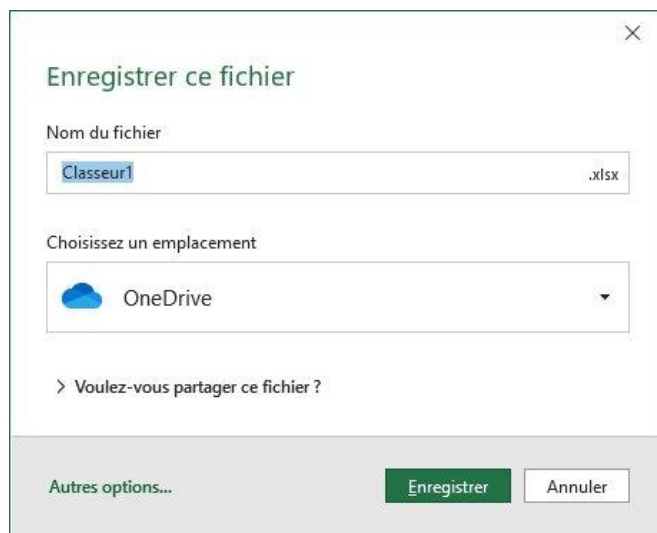 Enregistrer ce fichier
Nom du fichier
Classeur1 .xlsx
Choisissez un emplacement
OneDrive
Voulez-vous partager ce fichier ?
Autres options... Enregistrer Annuler